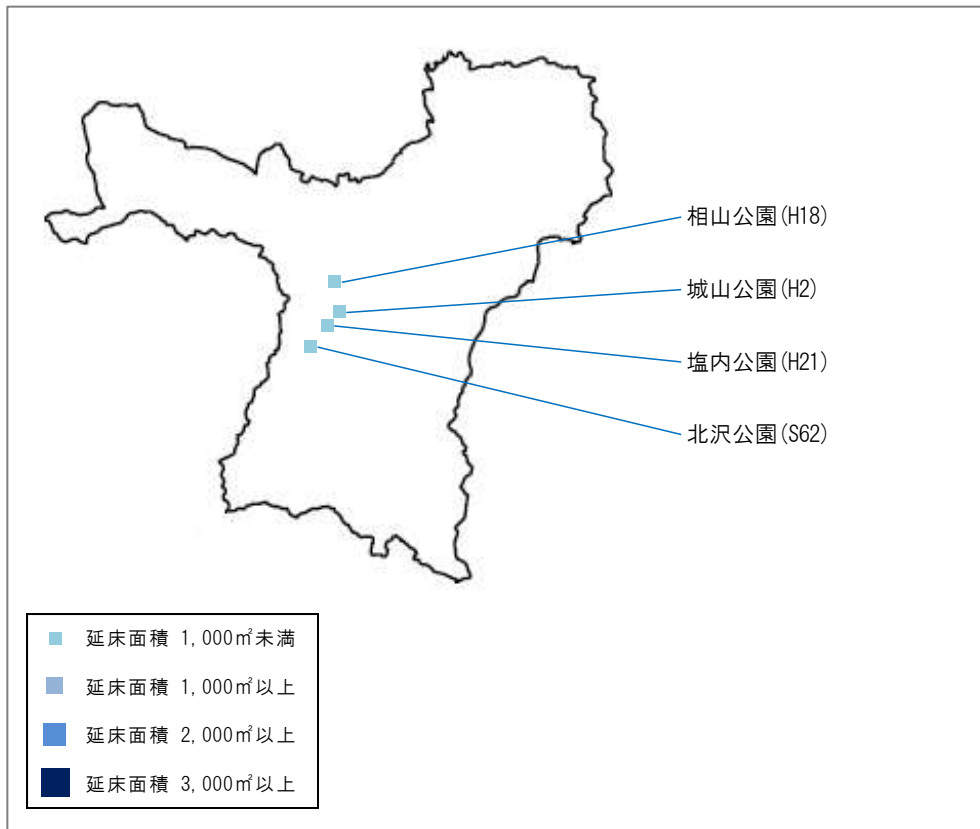 相山公園(H18)
城山公園(H2)
塩内公園(H21)
北沢公園(S62)
延床面積 1,000㎡未満
延床面積 1,000㎡以上
延床面積 2,000㎡以上
延床面積 3,000㎡以上